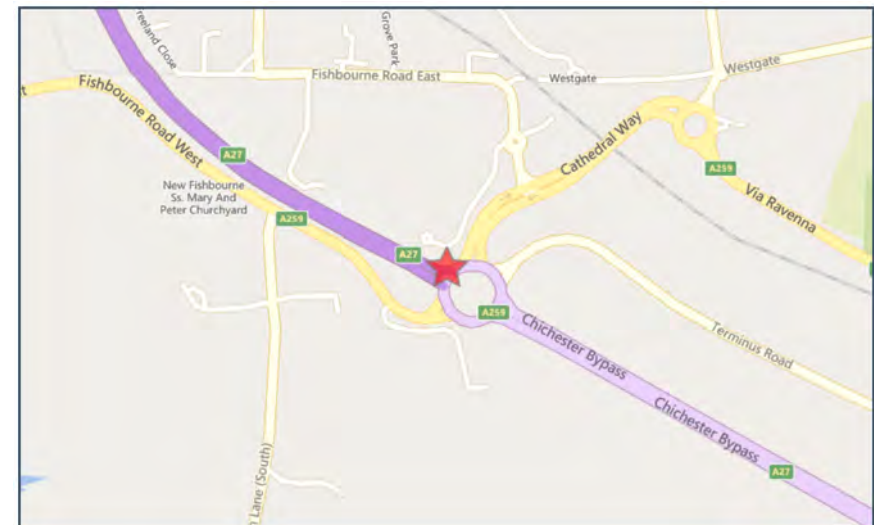 Freeland Close
Grove Park
Fishbourne Road East
Westgate
Westgate
Fishbourne Road West
A27
Cathedral Way
A259
Via Ravenna
New Fishbourne
Ss. Mary And
Peter Churchyard
A259
A27
A259
Chichester Bypass
Terminus Road
Chichester Bypass
A27
Lane (South)